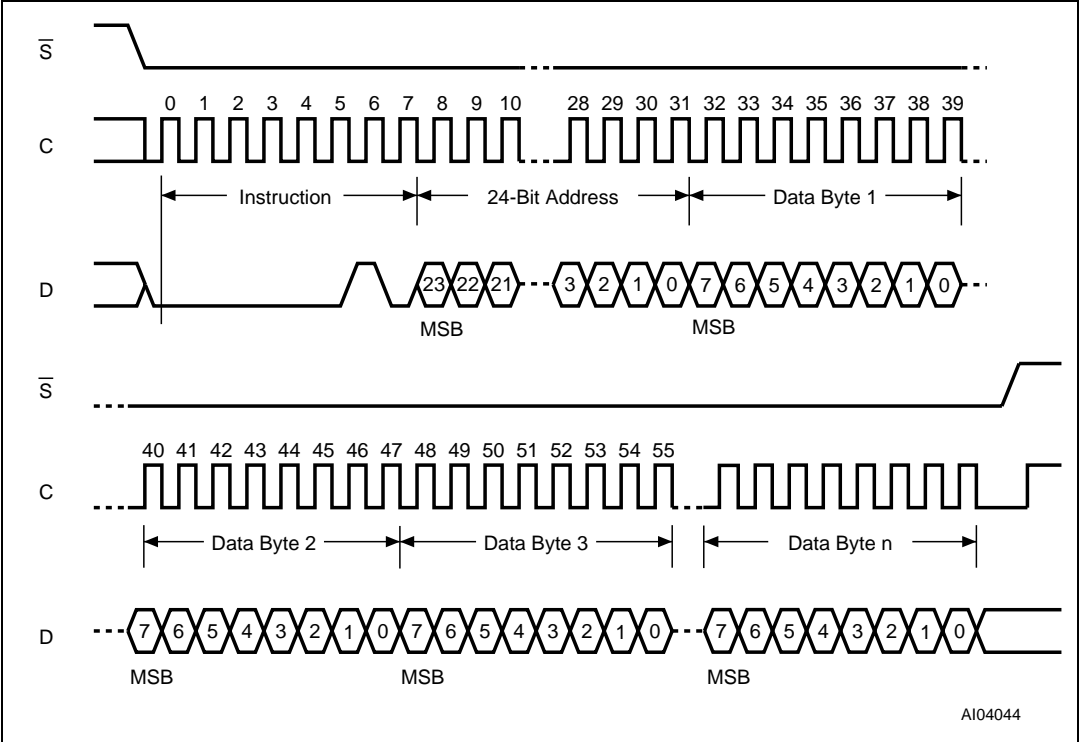 S
0 1 2 3 4 5 6 7 8 9 10 28 29 30 31 32 33 34 35 36 37 38 39
C
Instruction 24-Bit Address Data Byte 1
D 23 22 21 3 2 1 0 7 6 5 4 3 2 1 0
MSB MSB
S
40 41 42 43 44 45 46 47 48 49 50 51 52 53 54 55
C
Data Byte 2 Data Byte 3 Data Byte n
D 7 6 5 4 3 2 1 0 7 6 5 4 3 2 1 0 7 6 5 4 3 2 1 0
MSB MSB MSB
AI04044